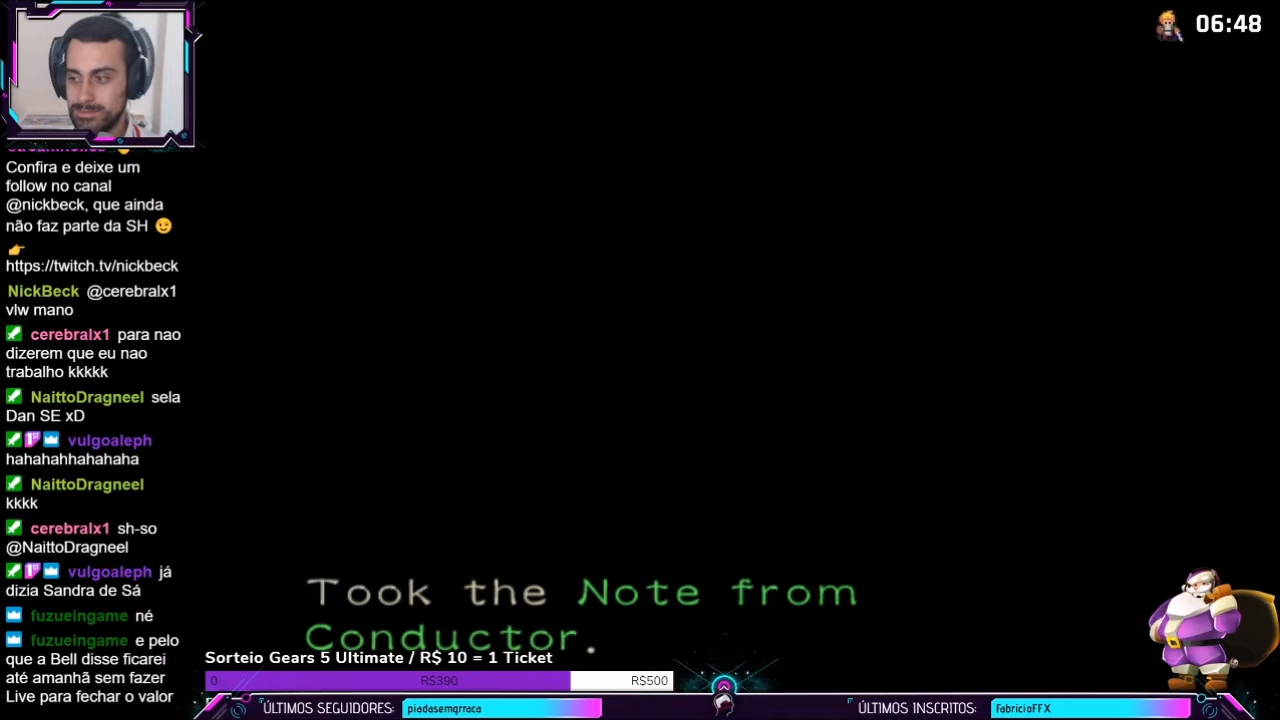 06:48
Confira e deixe um
follow no canal
@nickbeck, que ainda
não faz parte da SH 😉
👉
https://twitch.tv/nickbeck
NickBeck @cerebralx1
vlw mano
cerebralx1 para nao
dizerem que eu nao
trabalho kkkkk
NaittoDragneel sela
Dan SE xD
vulgoaleph
hahahahhahahaha
NaittoDragneel
kkkk
cerebralx1 sh-so
@NaittoDragneel
vulgoaleph já
dizia Sandra de Sá
fuzueingame né
fuzueingame e pelo
que a Bell disse ficarei
até amanhã sem fazer
Live para fechar o valor
Took the Note from
Conductor.
Sorteio Gears 5 Ultimate / R$ 10 = 1 Ticket
0 R$390 R$500
ÚLTIMOS SEGUIDORES: piadasemgrraca
ÚLTIMOS INSCRITOS: FabricioFFX